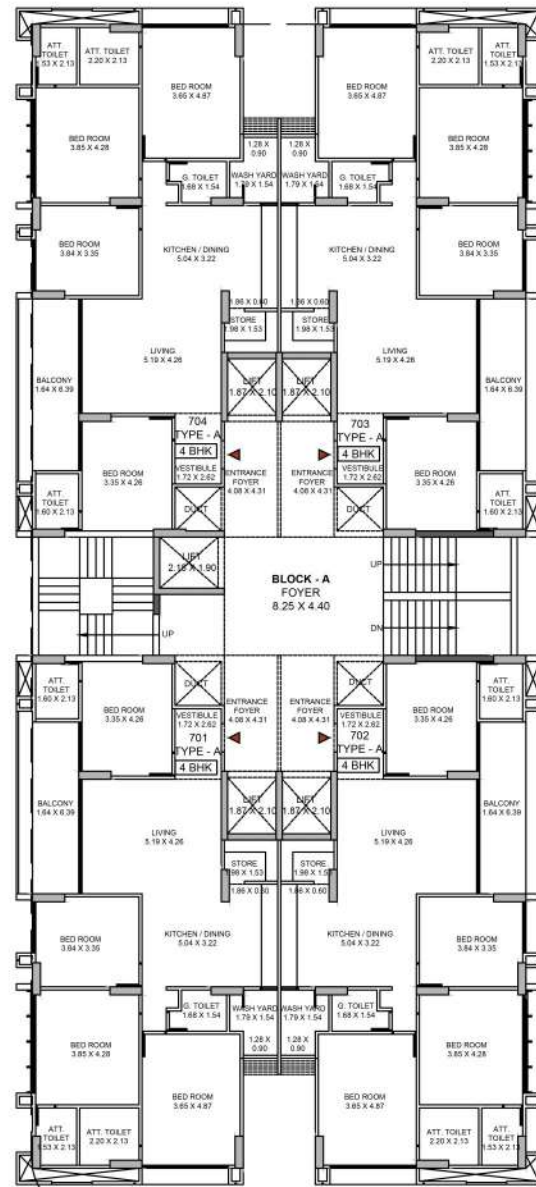 ATT.
TOILET
1.53 X 2.13
ATT. TOILET
2.20 X 2.13
BED ROOM
3.65 X 4.87
BED ROOM
3.65 X 4.87
ATT. TOILET
2.20 X 2.13
ATT.
TOILET
1.53 X 2.13
BED ROOM
3.85 X 4.28
1.28 X
0.90
1.28 X
0.90
BED ROOM
3.85 X 4.28
G. TOILET
1.68 X 1.54
WASH YARD
1.79 X 1.54
WASH YARD
1.79 X 1.54
G. TOILET
1.68 X 1.54
BED ROOM
3.84 X 3.35
KITCHEN / DINING
5.04 X 3.22
KITCHEN / DINING
5.04 X 3.22
BED ROOM
3.84 X 3.35
1.86 X 0.60
1.86 X 0.60
STORE
1.98 X 1.53
STORE
1.98 X 1.53
BALCONY
1.64 X 6.39
LIVING
5.19 X 4.26
LIVING
5.19 X 4.26
BALCONY
1.64 X 6.39
LIFT
1.87 X 2.10
LIFT
1.87 X 2.10
704
TYPE - A
4 BHK
703
TYPE - A
4 BHK
BED ROOM
3.35 X 4.26
VESTIBULE
1.72 X 2.62
ENTRANCE
FOYER
4.08 X 4.31
ENTRANCE
FOYER
4.08 X 4.31
VESTIBULE
1.72 X 2.62
BED ROOM
3.35 X 4.26
ATT.
TOILET
1.60 X 2.13
DUCT
DUCT
ATT.
TOILET
1.60 X 2.13
LIFT
2.18 X 1.90
BLOCK - A
FOYER
8.25 X 4.40
UP
UP
DN
ATT.
TOILET
1.60 X 2.13
BED ROOM
3.35 X 4.26
DUCT
DUCT
BED ROOM
3.35 X 4.26
ATT.
TOILET
1.60 X 2.13
VESTIBULE
1.72 X 2.62
ENTRANCE
FOYER
4.08 X 4.31
ENTRANCE
FOYER
4.08 X 4.31
VESTIBULE
1.72 X 2.62
701
TYPE - A
4 BHK
702
TYPE - A
4 BHK
LIFT
1.87 X 2.10
LIFT
1.87 X 2.10
BALCONY
1.64 X 6.39
LIVING
5.19 X 4.26
LIVING
5.19 X 4.26
BALCONY
1.64 X 6.39
STORE
1.98 X 1.53
STORE
1.98 X 1.53
1.86 X 0.60
1.86 X 0.60
BED ROOM
3.84 X 3.35
KITCHEN / DINING
5.04 X 3.22
KITCHEN / DINING
5.04 X 3.22
BED ROOM
3.84 X 3.35
G. TOILET
1.68 X 1.54
WASH YARD
1.79 X 1.54
WASH YARD
1.79 X 1.54
G. TOILET
1.68 X 1.54
BED ROOM
3.85 X 4.28
1.28 X
0.90
1.28 X
0.90
BED ROOM
3.85 X 4.28
BED ROOM
3.65 X 4.87
BED ROOM
3.65 X 4.87
ATT.
TOILET
1.53 X 2.13
ATT. TOILET
2.20 X 2.13
ATT. TOILET
2.20 X 2.13
ATT.
TOILET
1.53 X 2.13